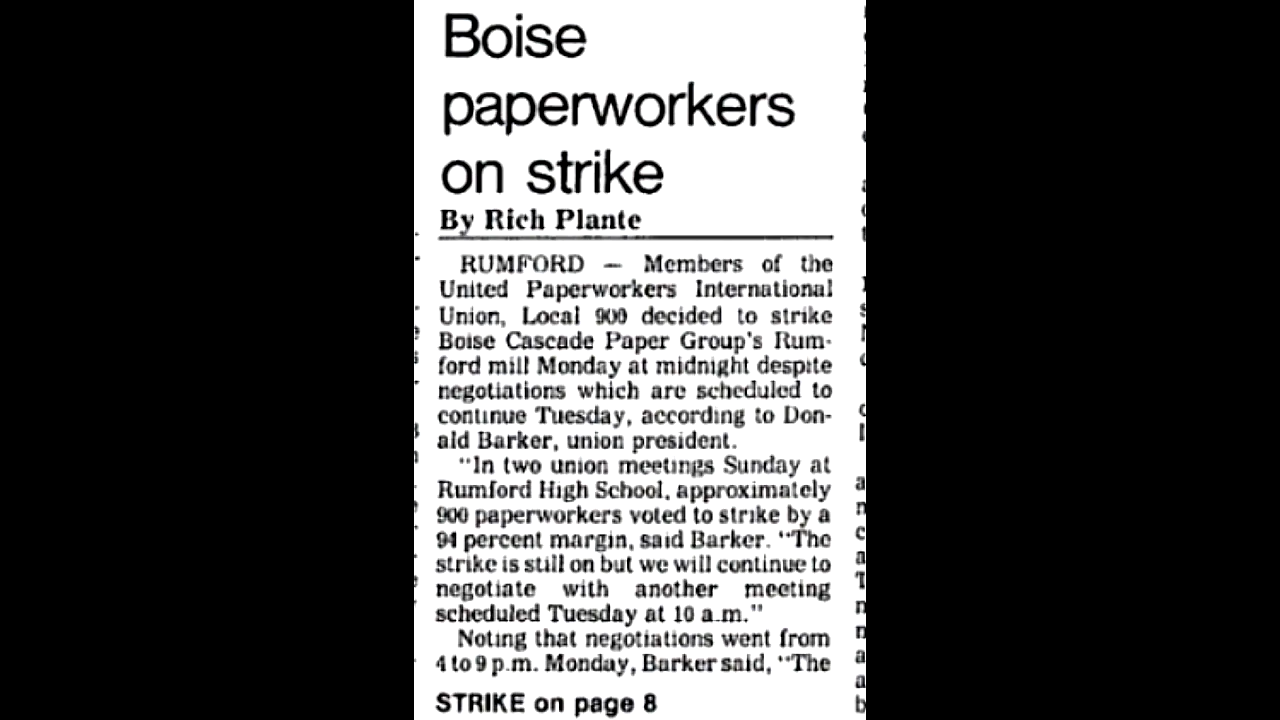 Boise
paperworkers
on strike
By Rich Plante
RUMFORD — Members of the
United Paperworkers International
Union, Local 900 decided to strike
Boise Cascade Paper Group's Rum-
ford mill Monday at midnight despite
negotiations which are scheduled to
continue Tuesday, according to Don-
ald Barker, union president.
"In two union meetings Sunday at
Rumford High School, approximately
900 paperworkers voted to strike by a
94 percent margin, said Barker. "The
strike is still on but we will continue to
negotiate with another meeting
scheduled Tuesday at 10 a.m."
Noting that negotiations went from
4 to 9 p.m. Monday, Barker said, "The
STRIKE on page 8